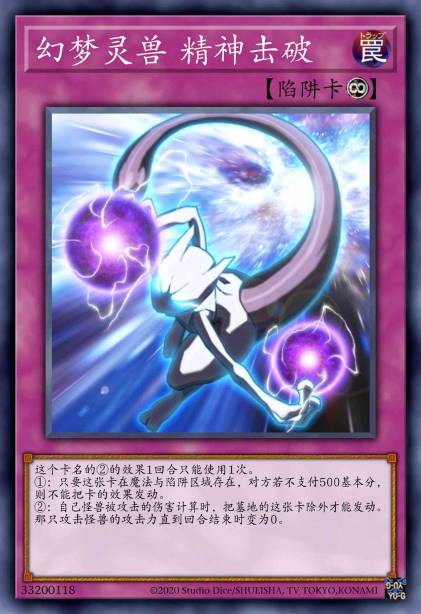 幻梦灵兽 精神击破
トラップ
罠
【陷阱卡】
这个卡名的②的效果1回合只能使用1次。
①：只要这张卡在魔法与陷阱区域存在，对方若不支付500基本分，
则不能把卡的效果发动。
②：自己怪兽被攻击的伤害计算时，把墓地的这张卡除外才能发动。
那只攻击怪兽的攻击力直到回合结束时变为0。
33200118
©2020 Studio Dice/SHUEISHA, TV TOKYO,KONAMI
YU-G